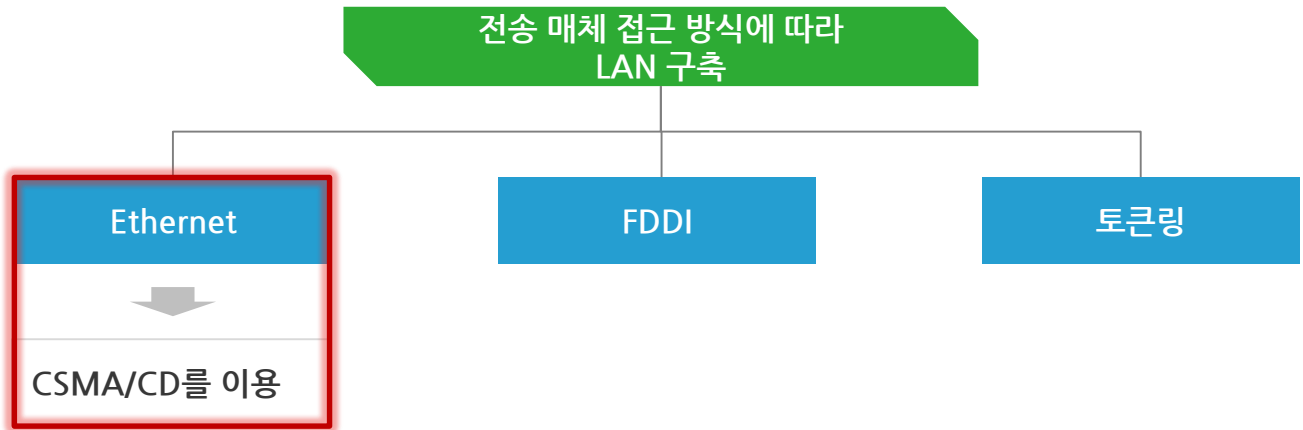 전송 매체 접근 방식에 따라
LAN 구축
Ethernet
FDDI
토큰링
CSMA/CD를 이용